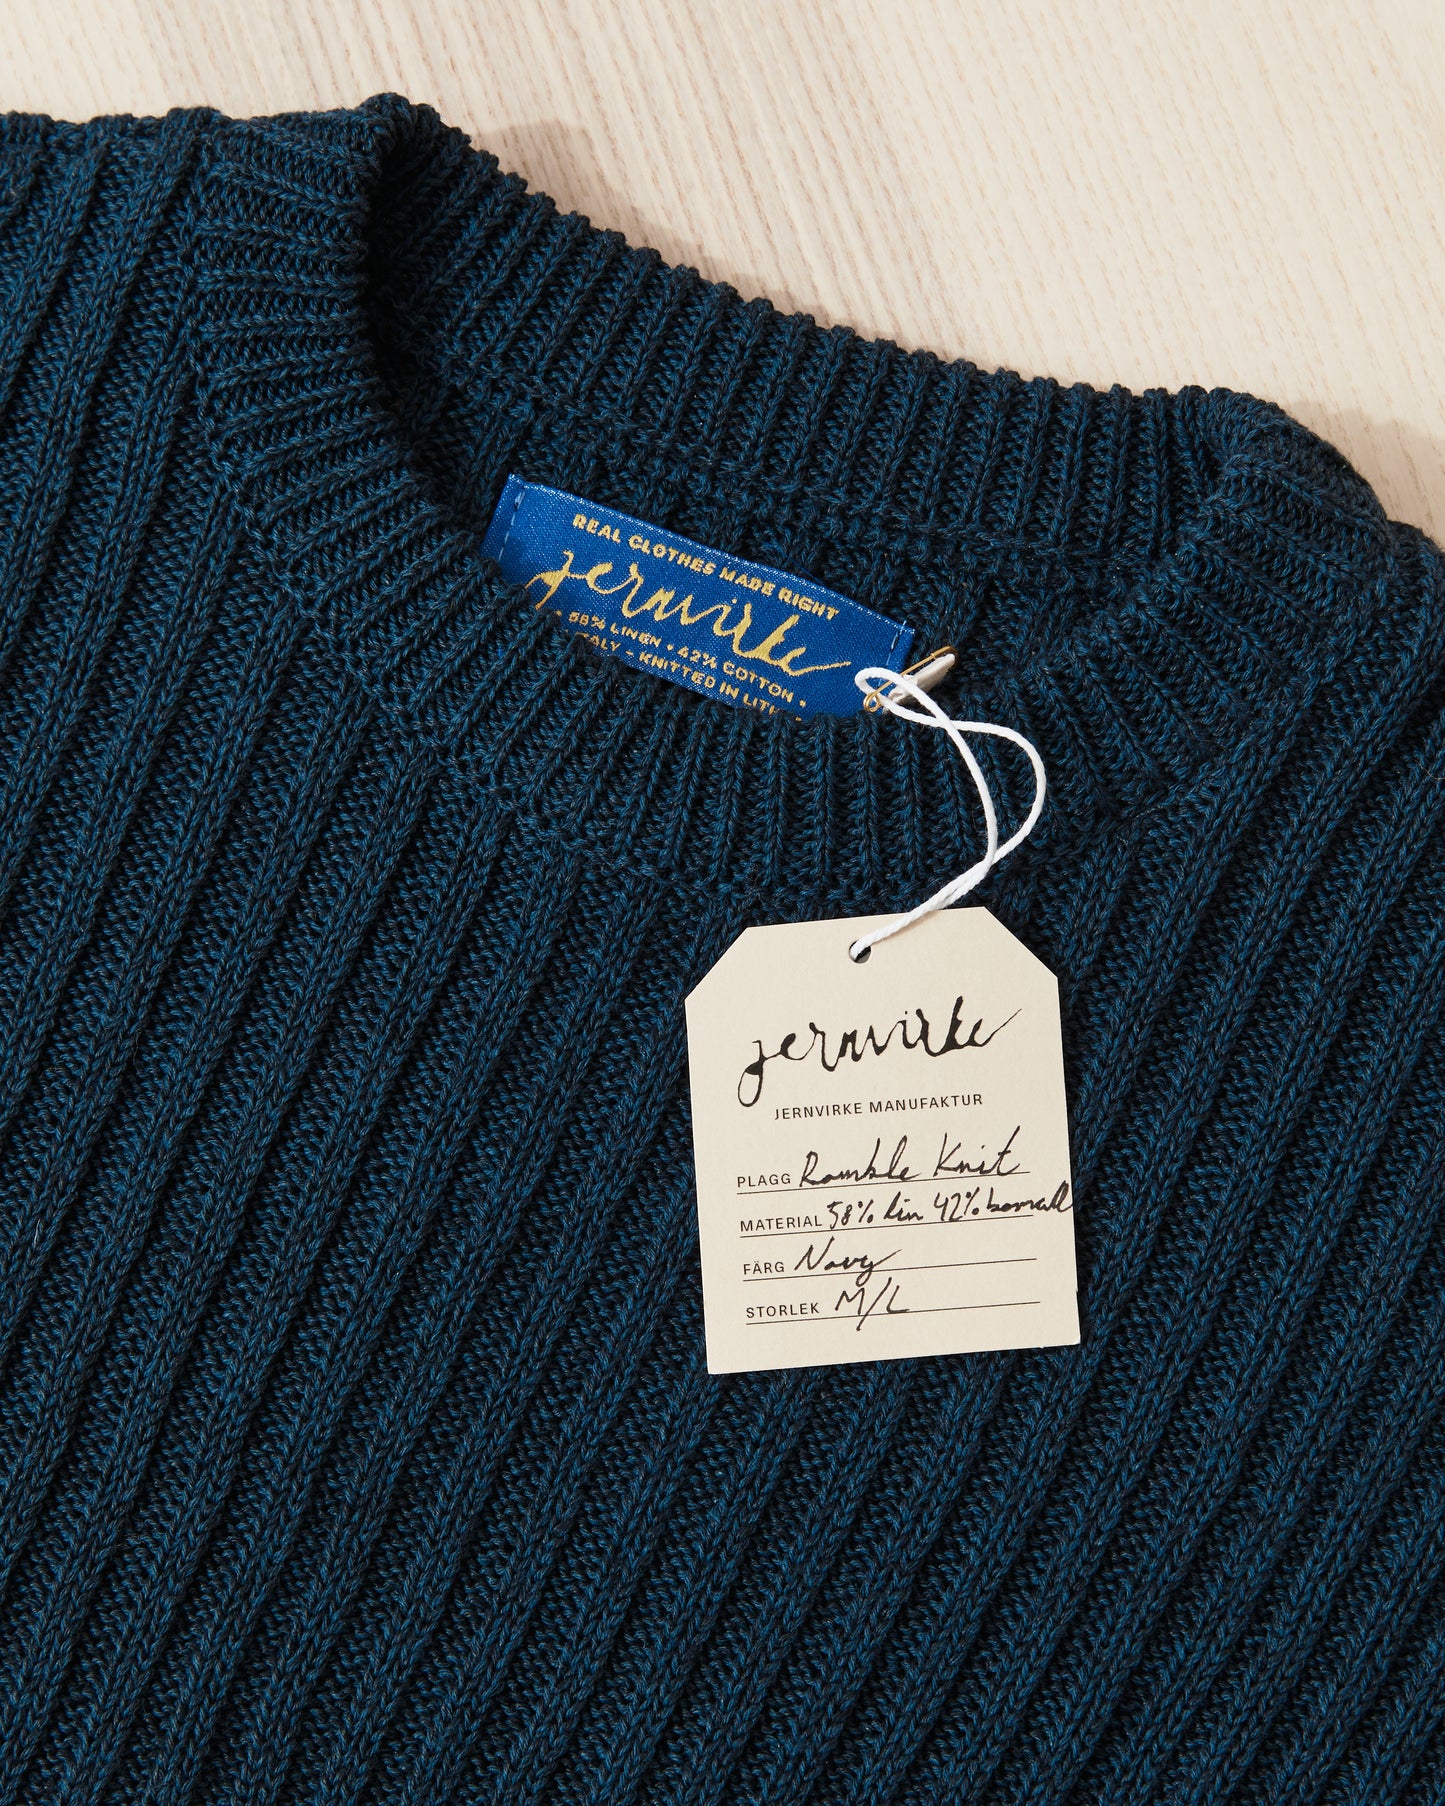 REAL CLOTHES MADE RIGHT
jernvirke
• 58% LINEN • 42% COTTON •
ITALY - KNITTED IN
jernvirke
JERNVIRKE MANUFAKTUR
PLAGG Ramble Knit
MATERIAL 58% lin 42% bomull
FÄRG Navy
STORLEK M/L